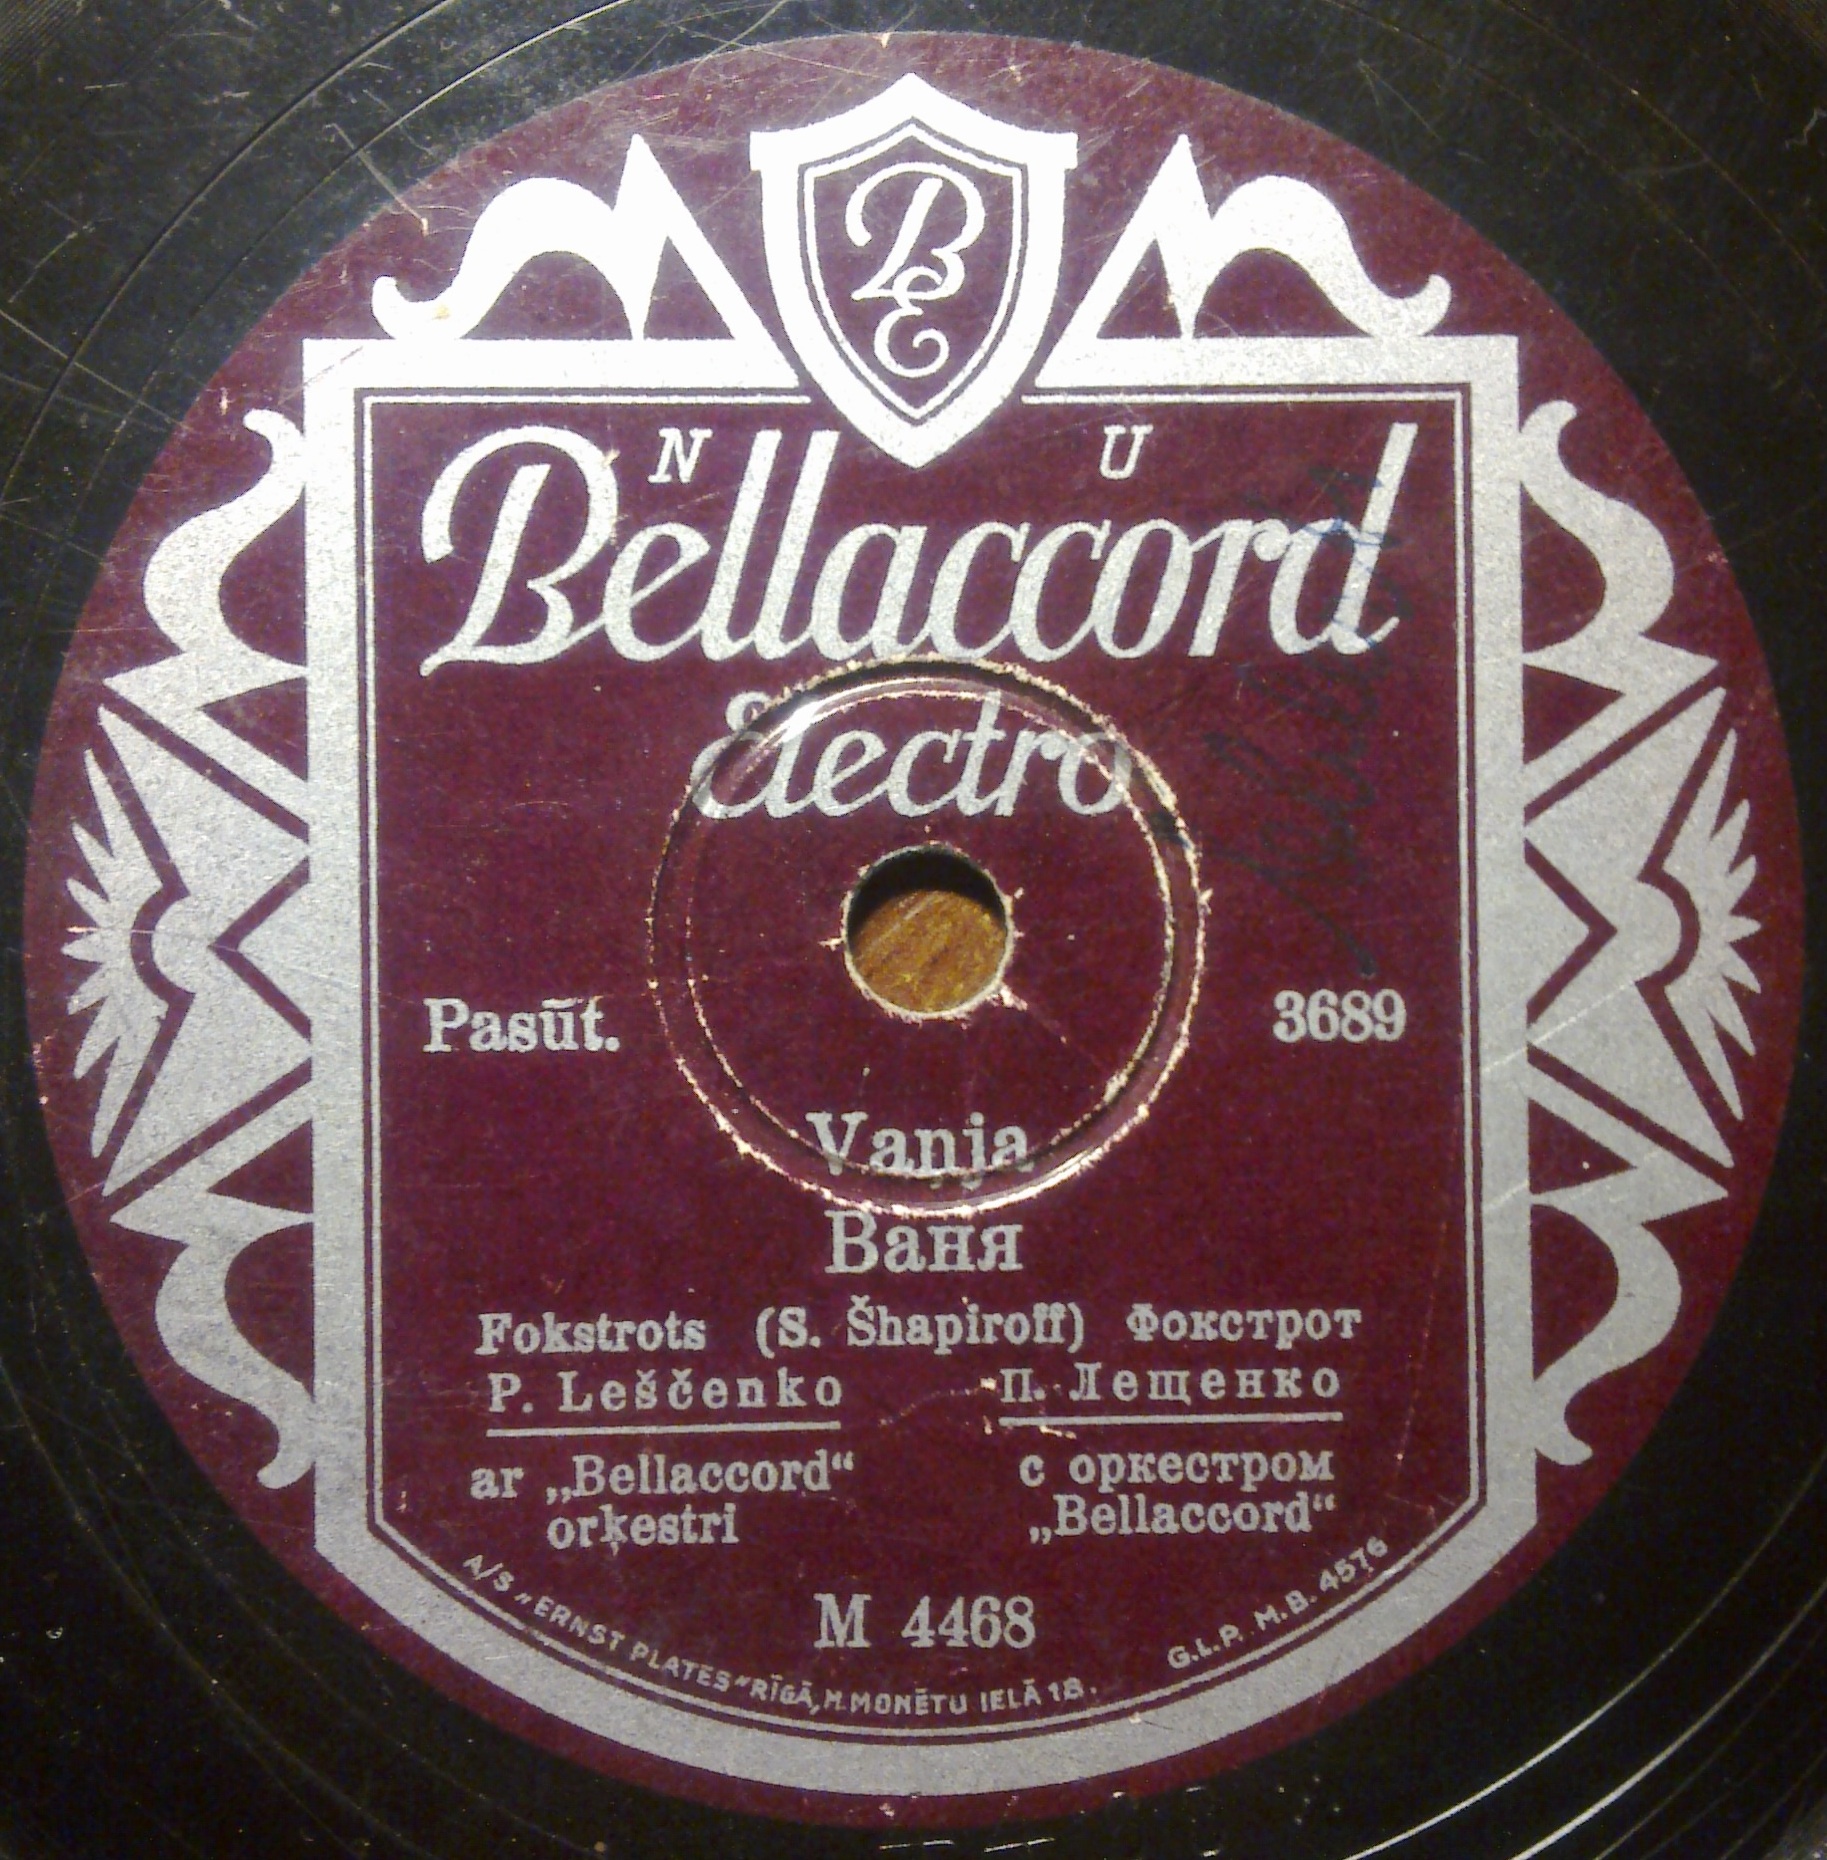 B
E
N U
Bellaccord
Electro
Pasūt. 3689
Vaņja
Ваня
Fokstrots (S. Šhapiroff) Фокстрот
P. Leščenko П. Лещенко
ar „Bellaccord“ с оркестром
orķestri „Bellaccord“
M 4468
A/S „ERNST PLATES“ RĪGĀ, M. MONĒTU IELĀ 18. G.L.P. M.B. 4576